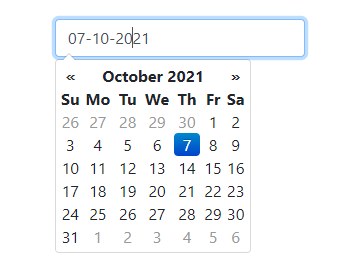 07-10-2021
« October 2021 »
Su Mo Tu We Th Fr Sa
26 27 28 29 30 1 2
3 4 5 6 7 8 9
10 11 12 13 14 15 16
17 18 19 20 21 22 23
24 25 26 27 28 29 30
31 1 2 3 4 5 6